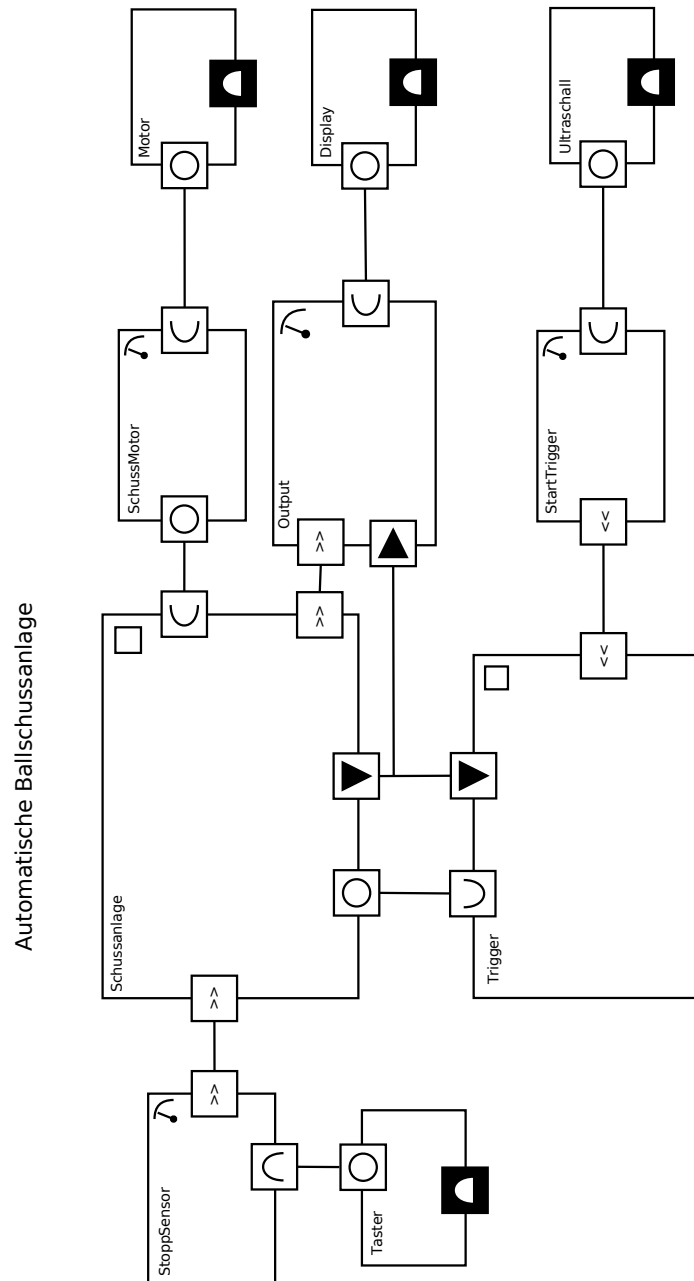 Automatische Ballschussanlage
Schussanlage
SchussMotor
Motor
StoppSensor
Output
Display
Taster
Trigger
StartTrigger
Ultraschall